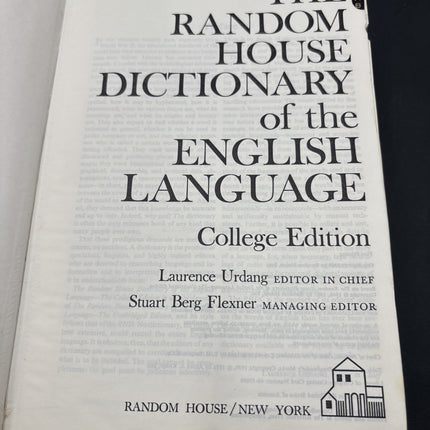 THE
RANDOM
HOUSE
DICTIONARY
of the
ENGLISH
LANGUAGE
College Edition
Laurence Urdang EDITOR IN CHIEF
Stuart Berg Flexner MANAGING EDITOR
RANDOM HOUSE/NEW YORK